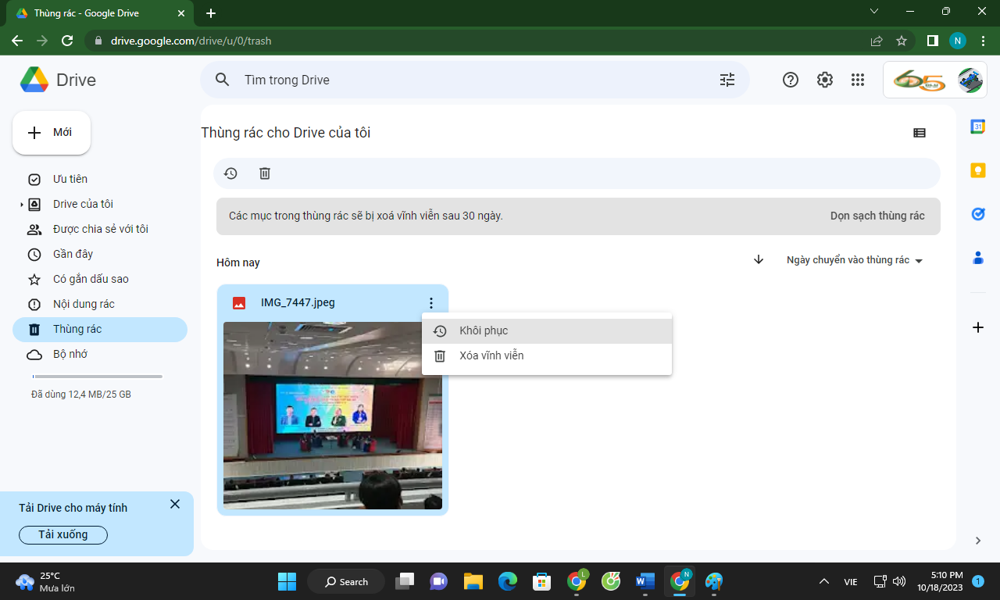 Thùng rác - Google Drive
drive.google.com/drive/u/0/trash
N
Drive
Tìm trong Drive
65
Mới
Thùng rác cho Drive của tôi
31
Ưu tiên
Drive của tôi
Được chia sẻ với tôi
Gần đây
Có gắn dấu sao
Nội dung rác
Thùng rác
Bộ nhớ
Đã dùng 12,4 MB/25 GB
Các mục trong thùng rác sẽ bị xoá vĩnh viễn sau 30 ngày.
Dọn sạch thùng rác
Hôm nay
Ngày chuyển vào thùng rác
IMG_7447.jpeg
Khôi phục
Xóa vĩnh viễn
Tải Drive cho máy tính
Tải xuống
25°C
Mưa lớn
Search
L
W
N
VIE
5:10 PM
10/18/2023
1